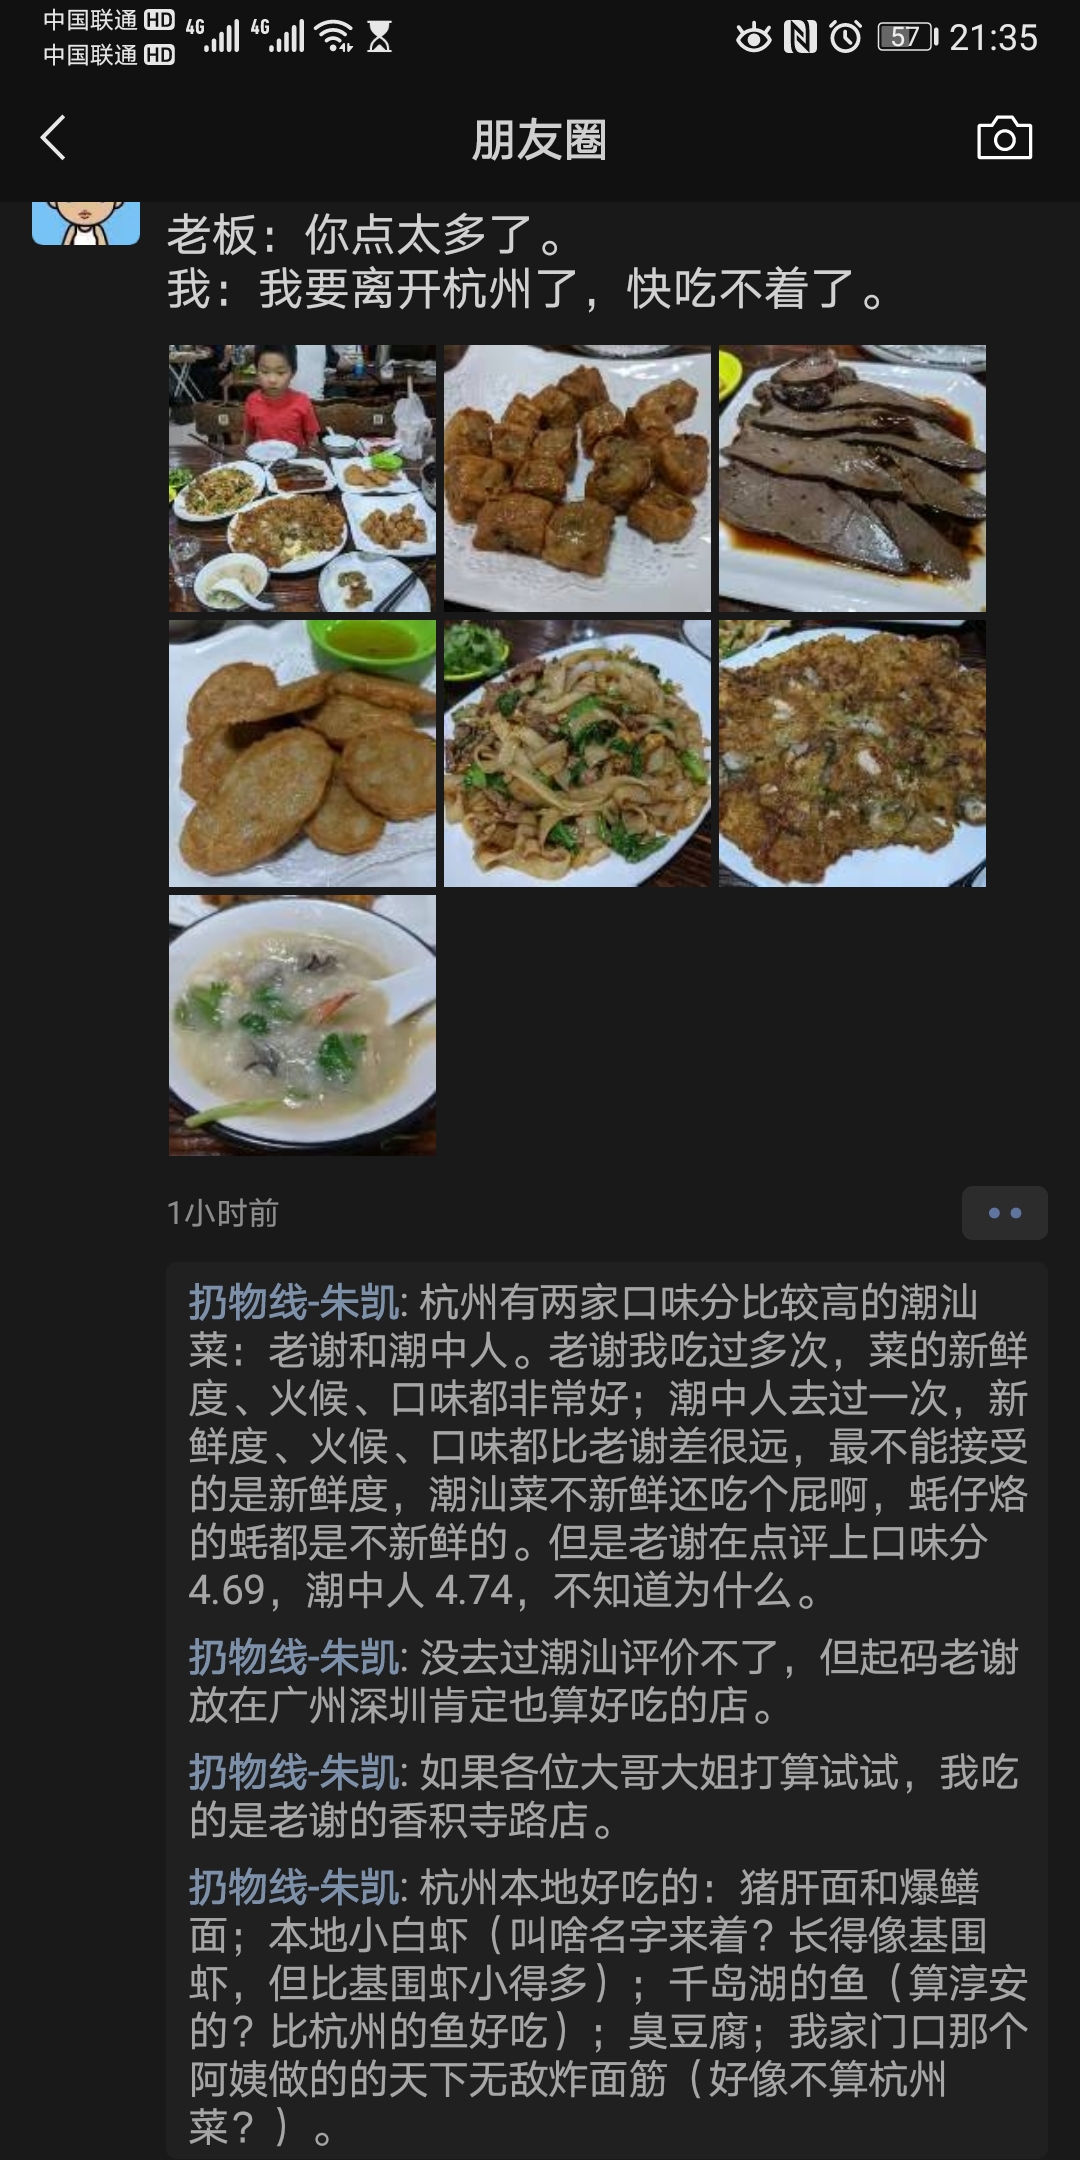 中国联通 HD 4G 4G 57 21:35
中国联通 HD
朋友圈
老板：你点太多了。
我：我要离开杭州了，快吃不着了。
1小时前
扔物线-朱凯: 杭州有两家口味分比较高的潮汕
菜：老谢和潮中人。老谢我吃过多次，菜的新鲜
度、火候、口味都非常好；潮中人去过一次，新
鲜度、火候、口味都比老谢差很远，最不能接受
的是新鲜度，潮汕菜不新鲜还吃个屁啊，蚝仔烙
的蚝都是不新鲜的。但是老谢在点评上口味分
4.69，潮中人 4.74，不知道为什么。
扔物线-朱凯: 没去过潮汕评价不了，但起码老谢
放在广州深圳肯定也算好吃的店。
扔物线-朱凯: 如果各位大哥大姐打算试试，我吃
的是老谢的香积寺路店。
扔物线-朱凯: 杭州本地好吃的：猪肝面和爆鳝
面；本地小白虾（叫啥名字来着？长得像基围
虾，但比基围虾小得多）；千岛湖的鱼（算淳安
的？比杭州的鱼好吃）；臭豆腐；我家门口那个
阿姨做的的天下无敌炸面筋（好像不算杭州
菜？）。